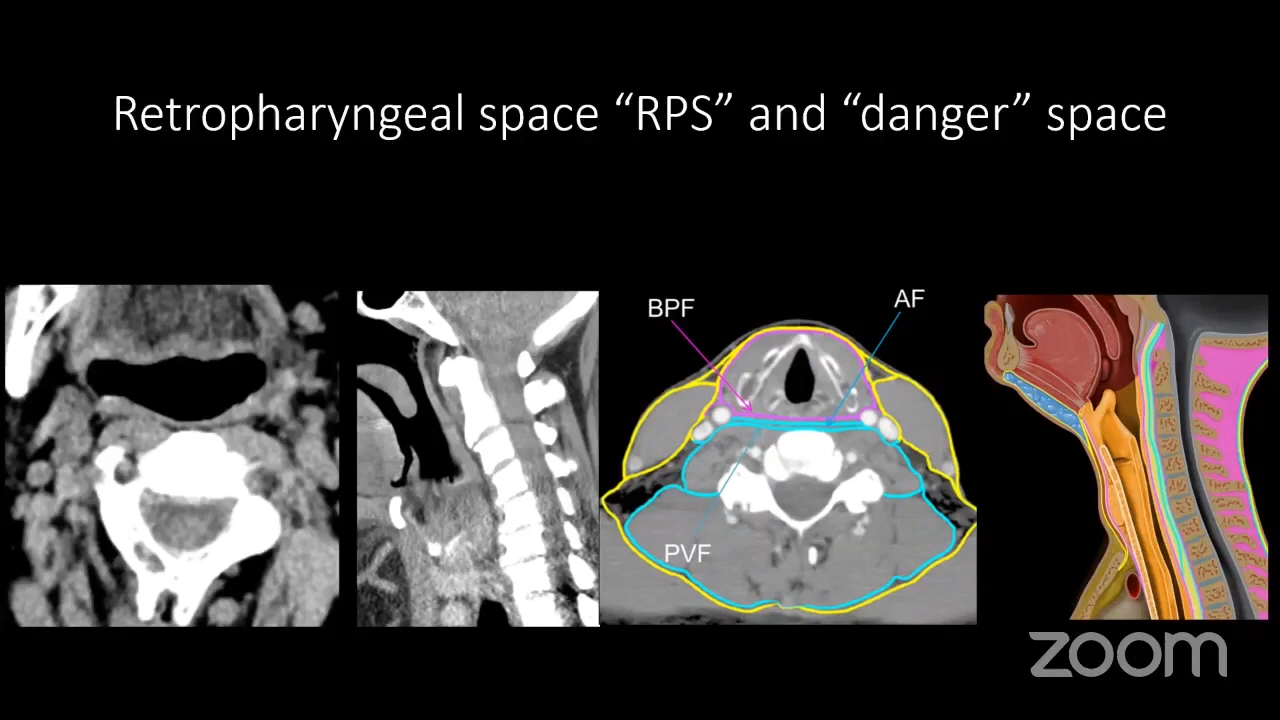 Retropharyngeal space “RPS” and “danger” space
BPF
AF
PVF
zoom